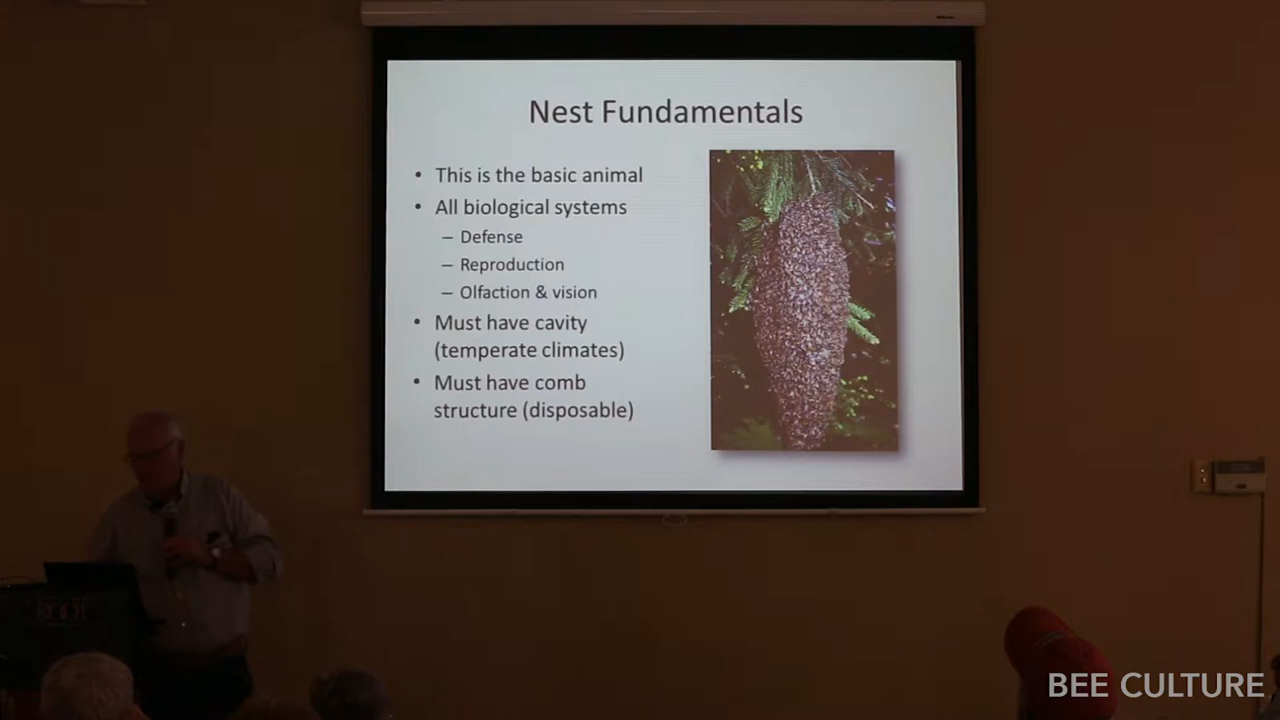 Nest Fundamentals
• This is the basic animal
• All biological systems
– Defense
– Reproduction
– Olfaction & vision
• Must have cavity
(temperate climates)
• Must have comb
structure (disposable)
ROOT
BEE CULTURE